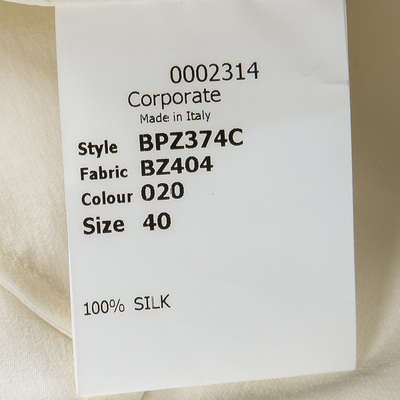 0002314
Corporate
Made in Italy
Style BPZ374C
Fabric BZ404
Colour 020
Size 40
100% SILK